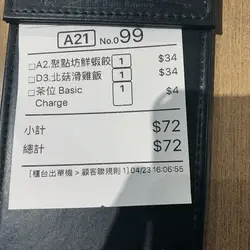 A21 No.099
□A2.聚點坊鮮蝦餃 1 $34
□D3.北菇滑雞飯 1 $34
□茶位 Basic Charge 1 $4
小計 $72
總計 $72
[櫃台出單機 > 顧客聯規則 1] 04/23 16:06:55